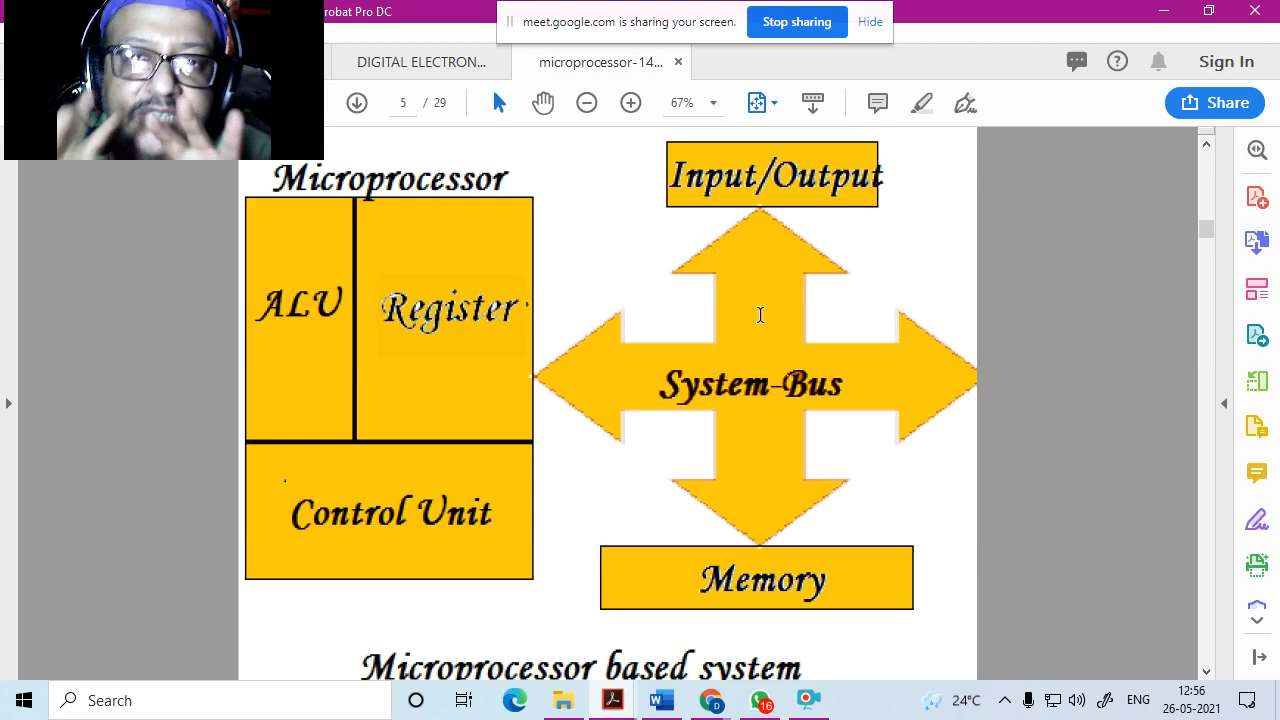 robat Pro DC
meet.google.com is sharing your screen.
Stop sharing
Hide
DIGITAL ELECTRON...
microprocessor-14...
Sign In
5 / 29
67%
Share
Microprocessor
Input/Output
ALU
Register
System-Bus
Control Unit
Memory
Microprocessor based system
Search
16
24°C
ENG
12:56
26-05-2021